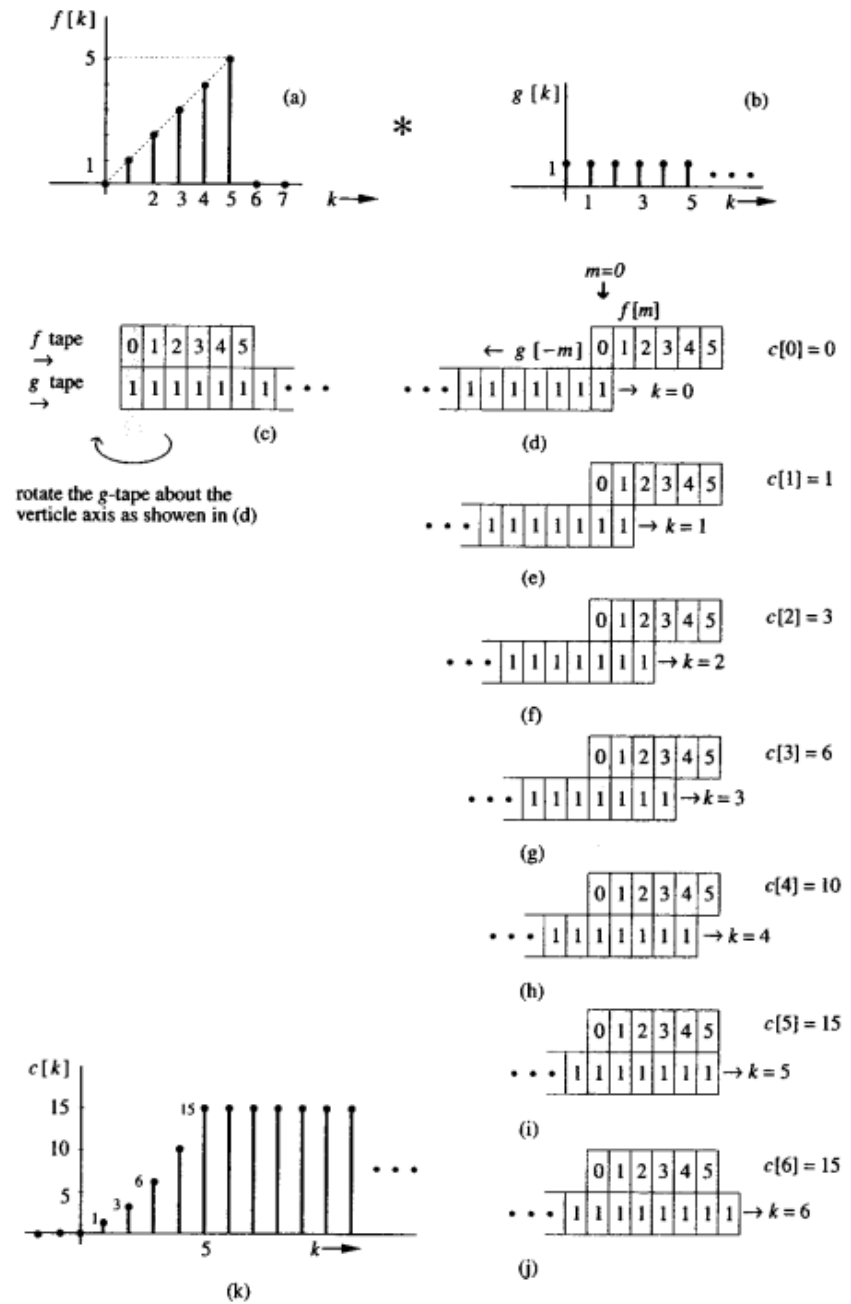 f[k]
5
(a)
1
2 3 4 5 6 7 k
*
g[k]
(b)
1
1 3 5 k
f tape
0 1 2 3 4 5
g tape
1 1 1 1 1 1 1 • • •
(c)
rotate the g-tape about the
verticle axis as showen in (d)
m=0
f[m]
← g[−m] 0 1 2 3 4 5 c[0] = 0
• • • 1 1 1 1 1 1 1 → k = 0
(d)
0 1 2 3 4 5 c[1] = 1
• • • 1 1 1 1 1 1 1 → k = 1
(e)
0 1 2 3 4 5 c[2] = 3
• • • 1 1 1 1 1 1 1 → k = 2
(f)
0 1 2 3 4 5 c[3] = 6
• • • 1 1 1 1 1 1 1 → k = 3
(g)
0 1 2 3 4 5 c[4] = 10
• • • 1 1 1 1 1 1 1 → k = 4
(h)
0 1 2 3 4 5 c[5] = 15
• • • 1 1 1 1 1 1 1 → k = 5
(i)
0 1 2 3 4 5 c[6] = 15
• • • 1 1 1 1 1 1 1 1 → k = 6
(j)
c[k]
15
10
5
1
3
6
15
• • •
5 k
(k)